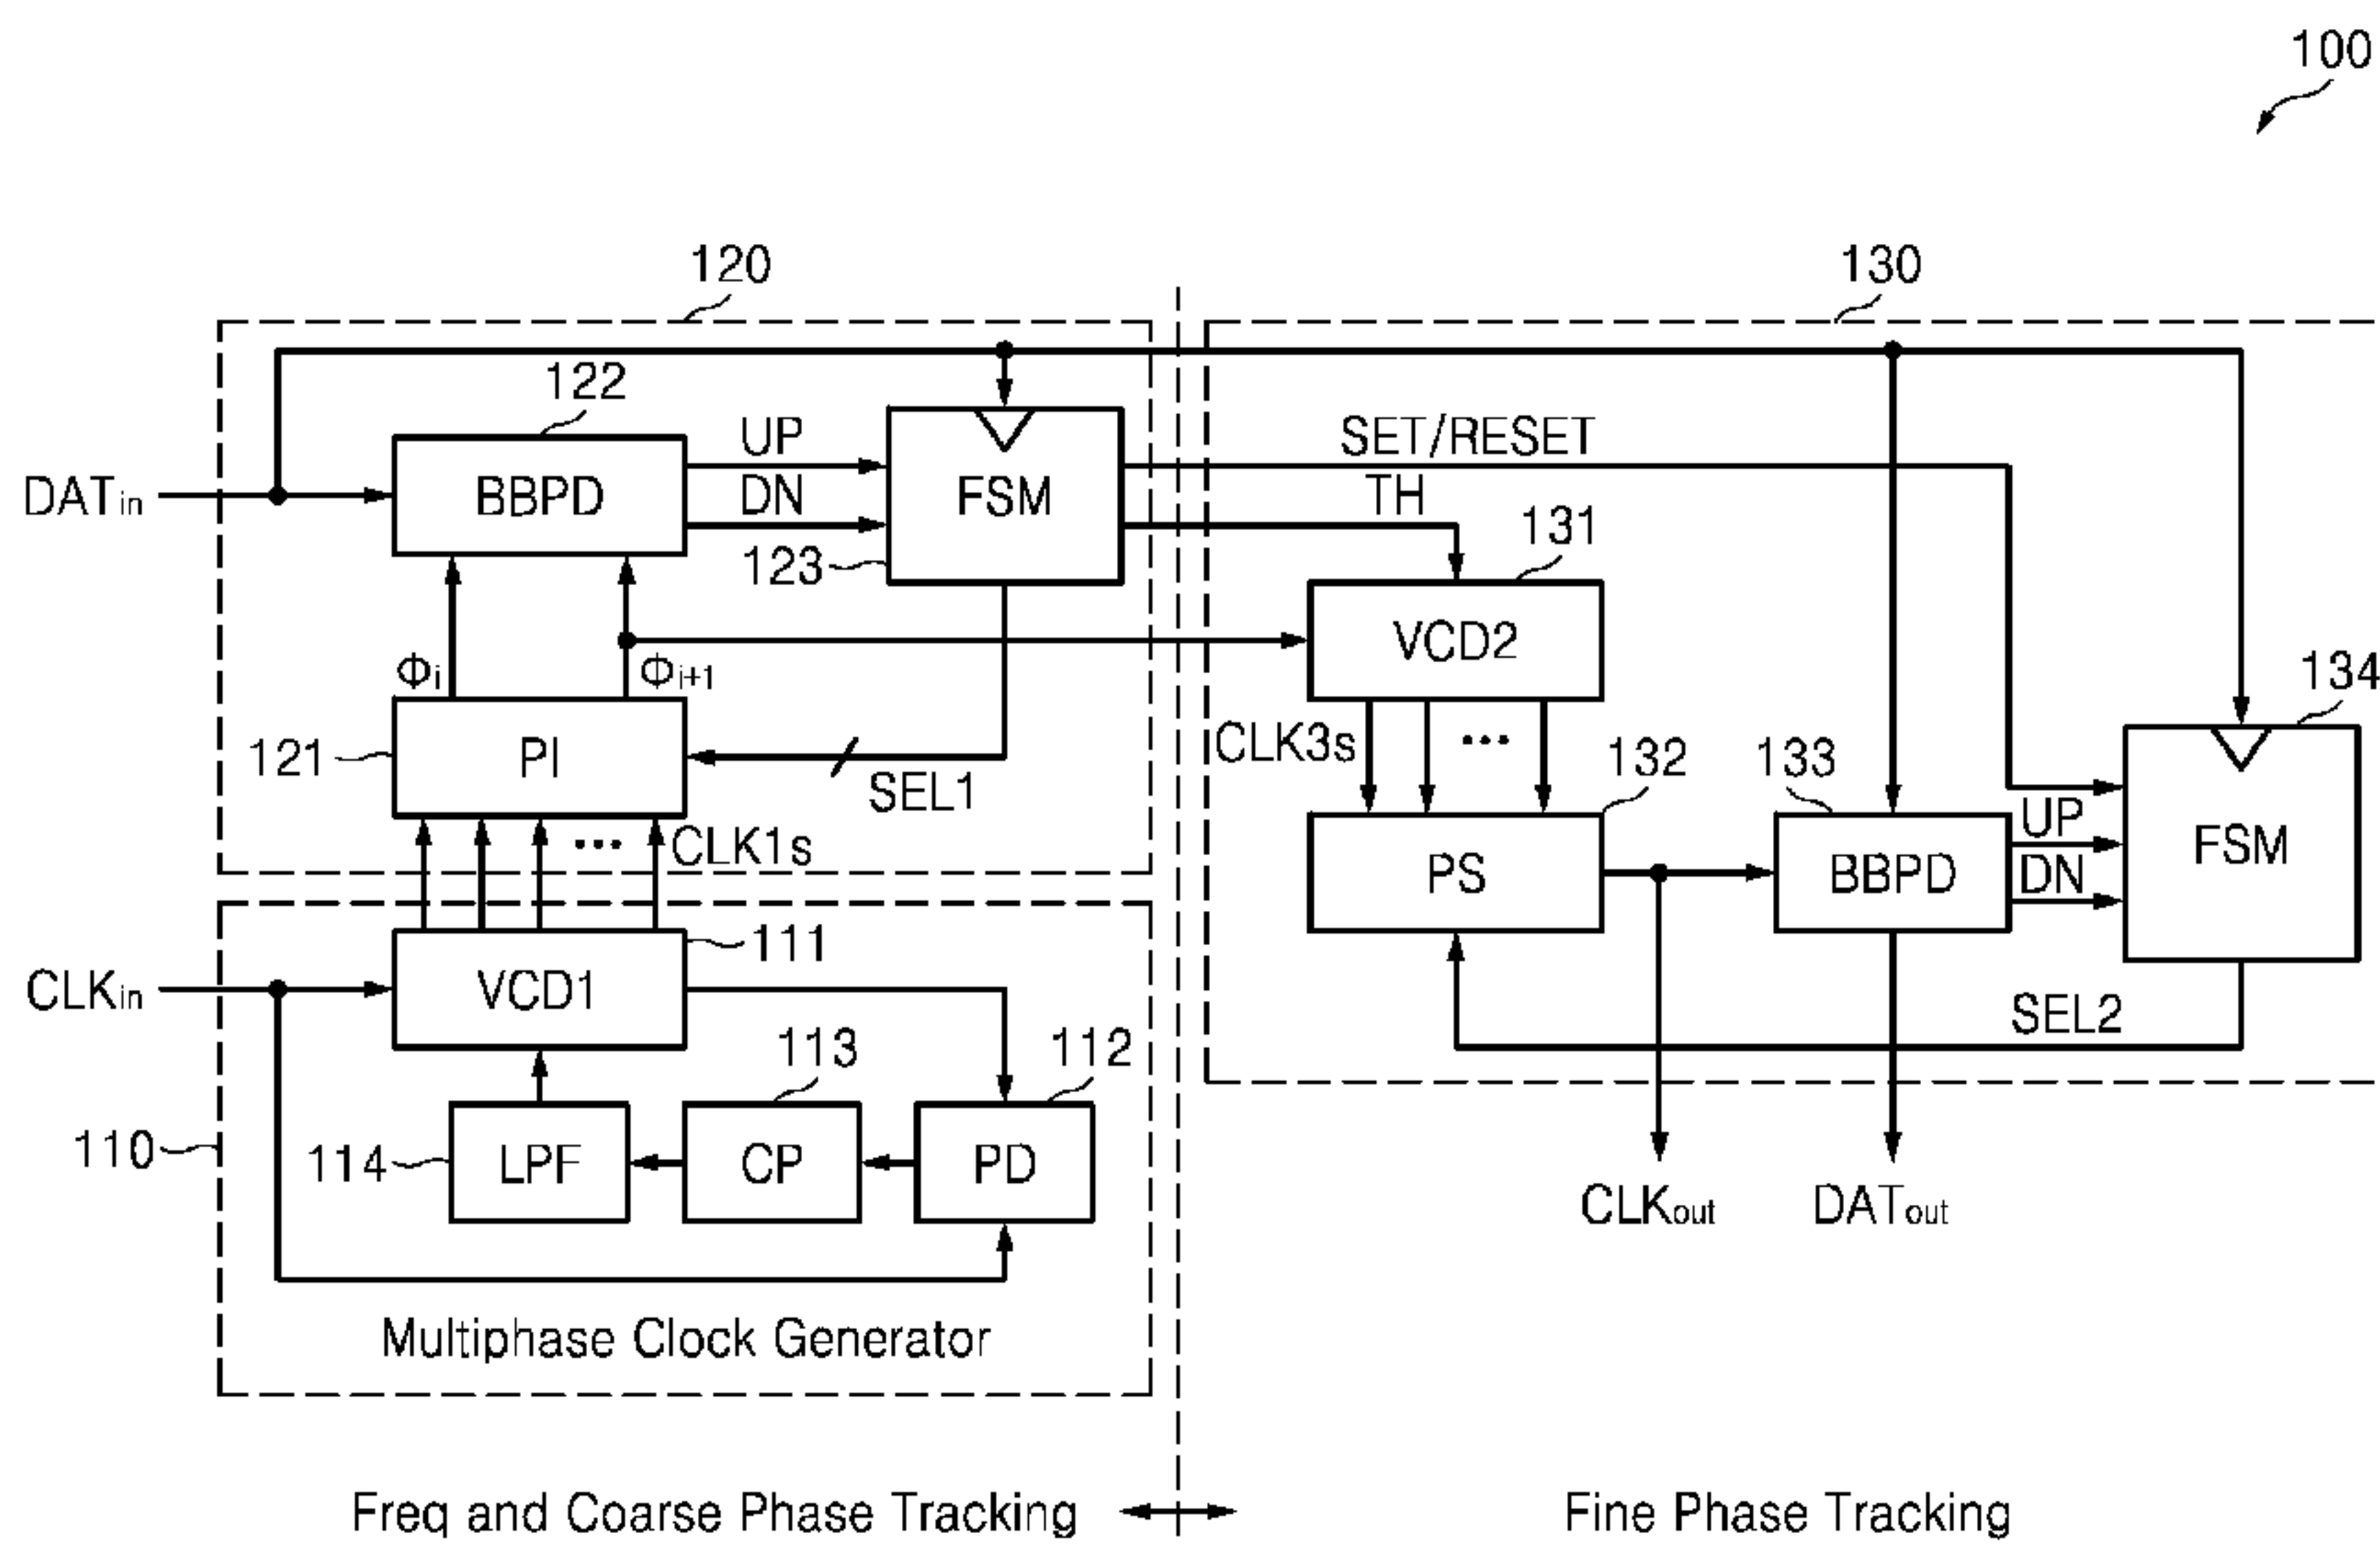 100
120
130
122
UP
DN
BBPD
FSM
SET/RESET
TH
DATin
123
131
VCD2
Φi
Φi+1
134
121
PI
SEL1
CLK3s
132
133
CLK1s
PS
BBPD
UP
DN
FSM
111
CLKin
VCD1
SEL2
113
112
110
114
LPF
CP
PD
CLKout
DATout
Multiphase Clock Generator
Freq and Coarse Phase Tracking
Fine Phase Tracking